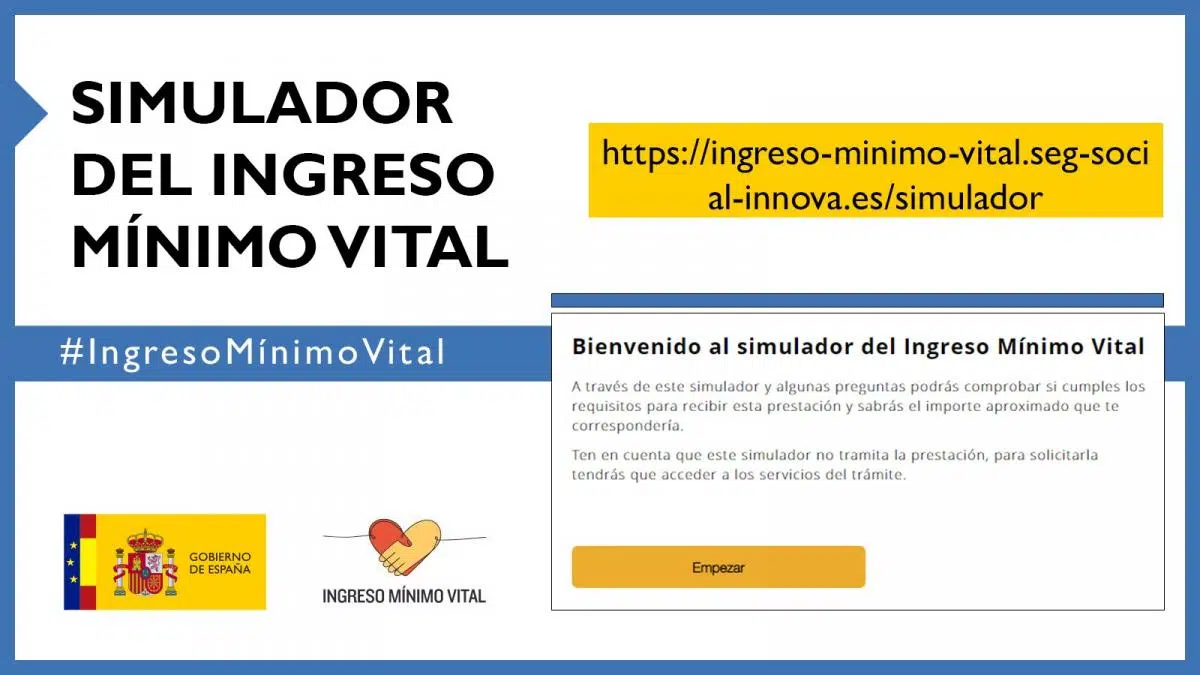 SIMULADOR
DEL INGRESO
MÍNIMO VITAL
https://ingreso-minimo-vital.seg-soci
al-innova.es/simulador
#IngresoMínimoVital
Bienvenido al simulador del Ingreso Mínimo Vital
A través de este simulador y algunas preguntas podrás comprobar si cumples los
requisitos para recibir esta prestación y sabrás el importe aproximado que te
correspondería.
Ten en cuenta que este simulador no tramita la prestación, para solicitarla
tendrás que acceder a los servicios del trámite.
Empezar
GOBIERNO
DE ESPAÑA
INGRESO MÍNIMO VITAL